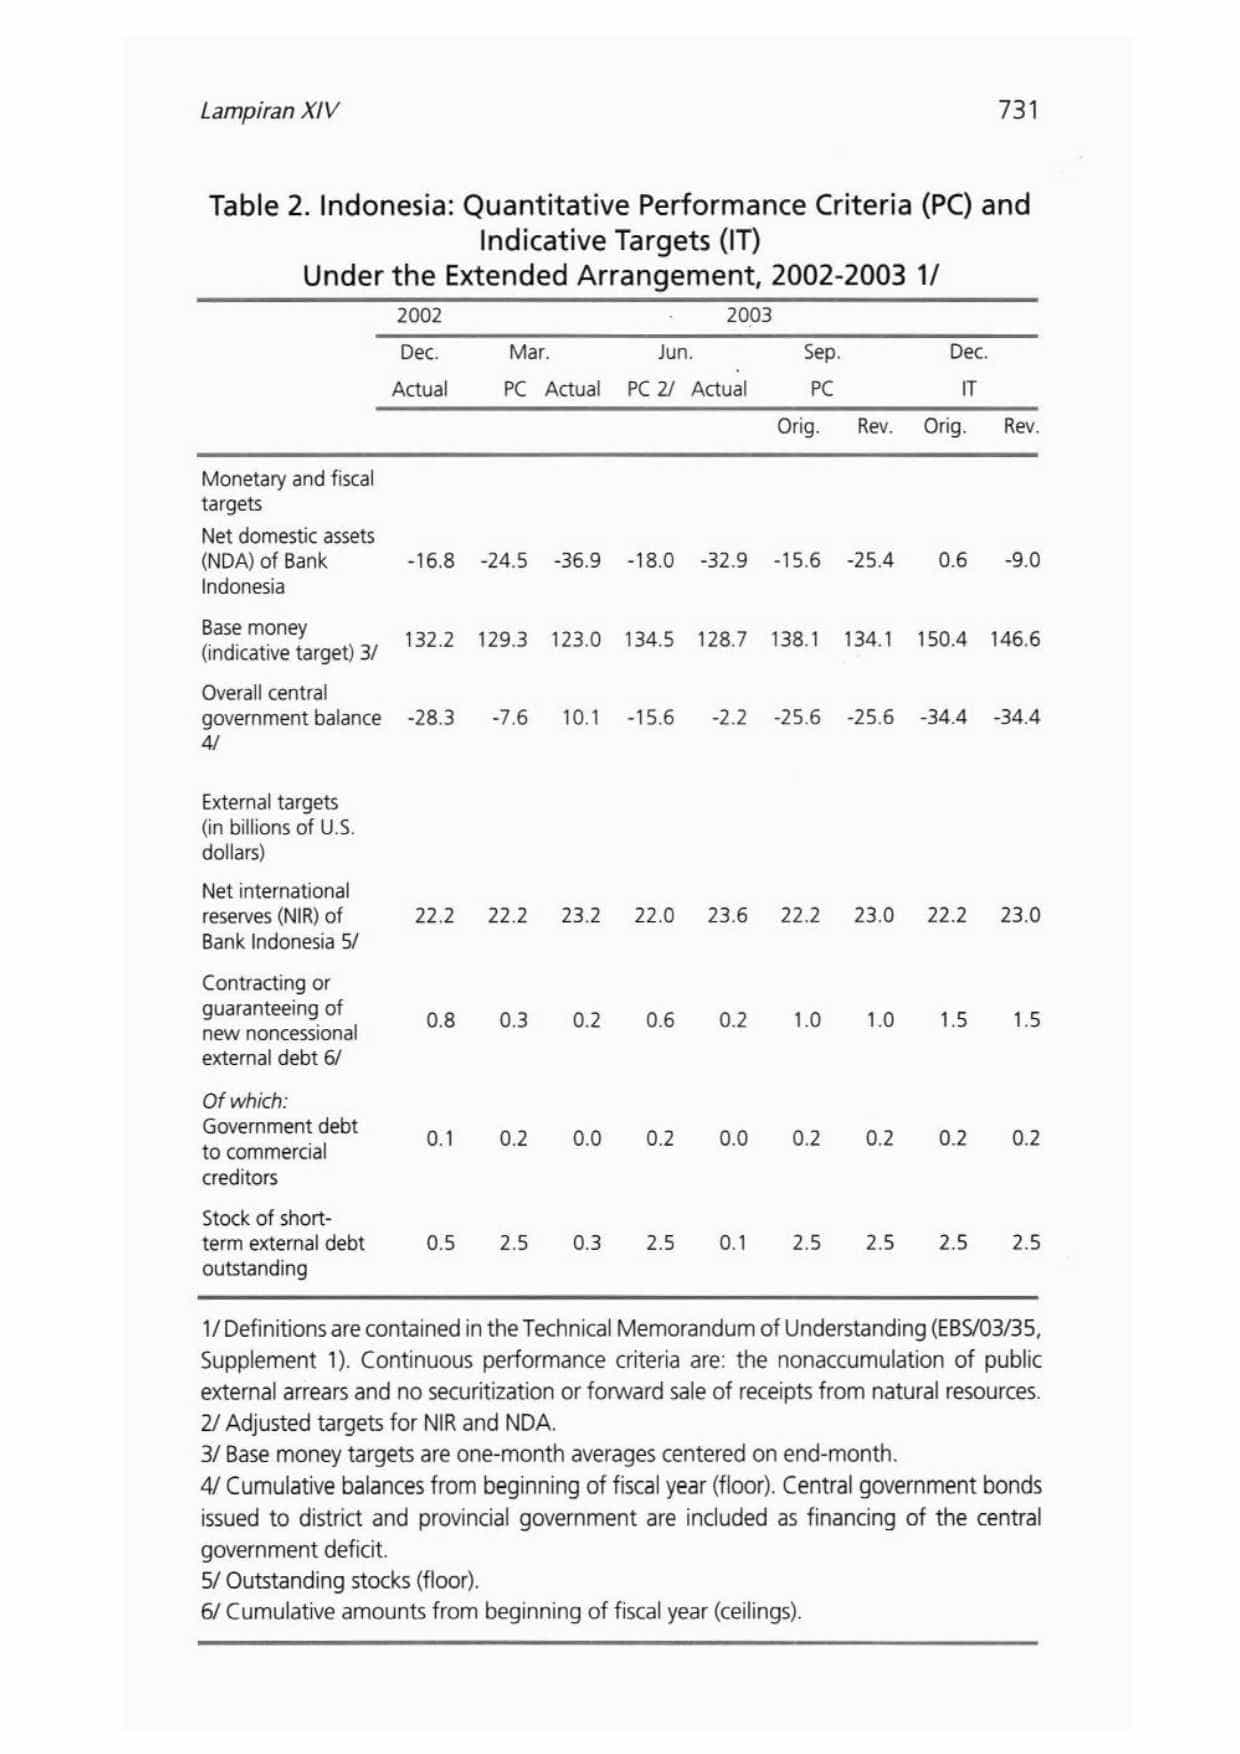 Lampiran XIV 731
Table 2. Indonesia: Quantitative Performance Criteria (PC) and
Indicative Targets (IT)
Under the Extended Arrangement, 2002-2003 1/
2002 2003
Dec. Mar. Jun. Sep. Dec.
Actual PC Actual PC 2/ Actual PC IT
Orig. Rev. Orig. Rev.
Monetary and fiscal
targets
Net domestic assets
(NDA) of Bank -16.8 -24.5 -36.9 -18.0 -32.9 -15.6 -25.4 0.6 -9.0
Indonesia
Base money
(indicative target) 3/ 132.2 129.3 123.0 134.5 128.7 138.1 134.1 150.4 146.6
Overall central
government balance -28.3 -7.6 10.1 -15.6 -2.2 -25.6 -25.6 -34.4 -34.4
4/
External targets
(in billions of U.S.
dollars)
Net international
reserves (NIR) of 22.2 22.2 23.2 22.0 23.6 22.2 23.0 22.2 23.0
Bank Indonesia 5/
Contracting or
guaranteeing of
new noncessional 0.8 0.3 0.2 0.6 0.2 1.0 1.0 1.5 1.5
external debt 6/
Of which:
Government debt
to commercial 0.1 0.2 0.0 0.2 0.0 0.2 0.2 0.2 0.2
creditors
Stock of short-
term external debt 0.5 2.5 0.3 2.5 0.1 2.5 2.5 2.5 2.5
outstanding
1/ Definitions are contained in the Technical Memorandum of Understanding (EBS/03/35,
Supplement 1). Continuous performance criteria are: the nonaccumulation of public
external arrears and no securitization or forward sale of receipts from natural resources.
2/ Adjusted targets for NIR and NDA.
3/ Base money targets are one-month averages centered on end-month.
4/ Cumulative balances from beginning of fiscal year (floor). Central government bonds
issued to district and provincial government are included as financing of the central
government deficit.
5/ Outstanding stocks (floor).
6/ Cumulative amounts from beginning of fiscal year (ceilings).